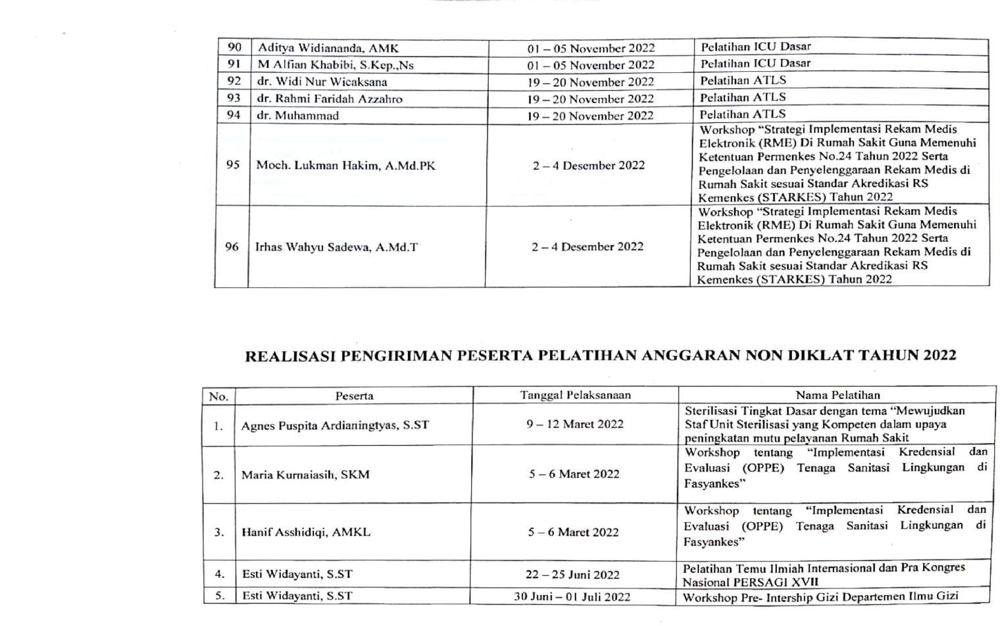 90 Aditya Widiananda, AMK 01 – 05 November 2022 Pelatihan ICU Dasar
91 M Alfian Khabibi, S.Kep.,Ns 01 – 05 November 2022 Pelatihan ICU Dasar
92 dr. Widi Nur Wicaksana 19 – 20 November 2022 Pelatihan ATLS
93 dr. Rahmi Faridah Azzahro 19 – 20 November 2022 Pelatihan ATLS
94 dr. Muhammad 19 – 20 November 2022 Pelatihan ATLS
95 Moch. Lukman Hakim, A.Md.PK 2 – 4 Desember 2022
Workshop “Strategi Implementasi Rekam Medis
Elektronik (RME) Di Rumah Sakit Guna Memenuhi
Ketentuan Permenkes No.24 Tahun 2022 Serta
Pengelolaan dan Penyelenggaraan Rekam Medis di
Rumah Sakit sesuai Standar Akredikasi RS
Kemenkes (STARKES) Tahun 2022
96 Irhas Wahyu Sadewa, A.Md.T 2 – 4 Desember 2022
Workshop “Strategi Implementasi Rekam Medis
Elektronik (RME) Di Rumah Sakit Guna Memenuhi
Ketentuan Permenkes No.24 Tahun 2022 Serta
Pengelolaan dan Penyelenggaraan Rekam Medis di
Rumah Sakit sesuai Standar Akredikasi RS
Kemenkes (STARKES) Tahun 2022
REALISASI PENGIRIMAN PESERTA PELATIHAN ANGGARAN NON DIKLAT TAHUN 2022
No. Peserta Tanggal Pelaksanaan Nama Pelatihan
1. Agnes Puspita Ardianingtyas, S.ST 9 – 12 Maret 2022
Sterilisasi Tingkat Dasar dengan tema “Mewujudkan
Staf Unit Sterilisasi yang Kompeten dalam upaya
peningkatan mutu pelayanan Rumah Sakit
2. Maria Kurnaiasih, SKM 5 – 6 Maret 2022
Workshop tentang “Implementasi Kredensial dan
Evaluasi (OPPE) Tenaga Sanitasi Lingkungan di
Fasyankes”
3. Hanif Asshidiqi, AMKL 5 – 6 Maret 2022
Workshop tentang “Implementasi Kredensial dan
Evaluasi (OPPE) Tenaga Sanitasi Lingkungan di
Fasyankes”
4. Esti Widayanti, S.ST 22 – 25 Juni 2022
Pelatihan Temu Ilmiah Internasional dan Pra Kongres
Nasional PERSAGI XVII
5. Esti Widayanti, S.ST 30 Juni – 01 Juli 2022 Workshop Pre- Intership Gizi Departemen Ilmu Gizi